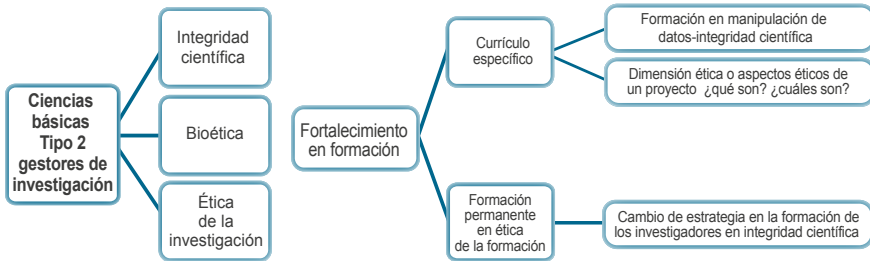 Ciencias
básicas
Tipo 2
gestores de
investigación
Integridad
científica
Bioética
Ética
de la
investigación
Fortalecimiento
en formación
Currículo
específico
Formación en manipulación de
datos-integridad científica
Dimensión ética o aspectos éticos de
un proyecto ¿qué son? ¿cuáles son?
Formación
permanente
en ética
de la formación
Cambio de estrategia en la formación de
los investigadores en integridad científica